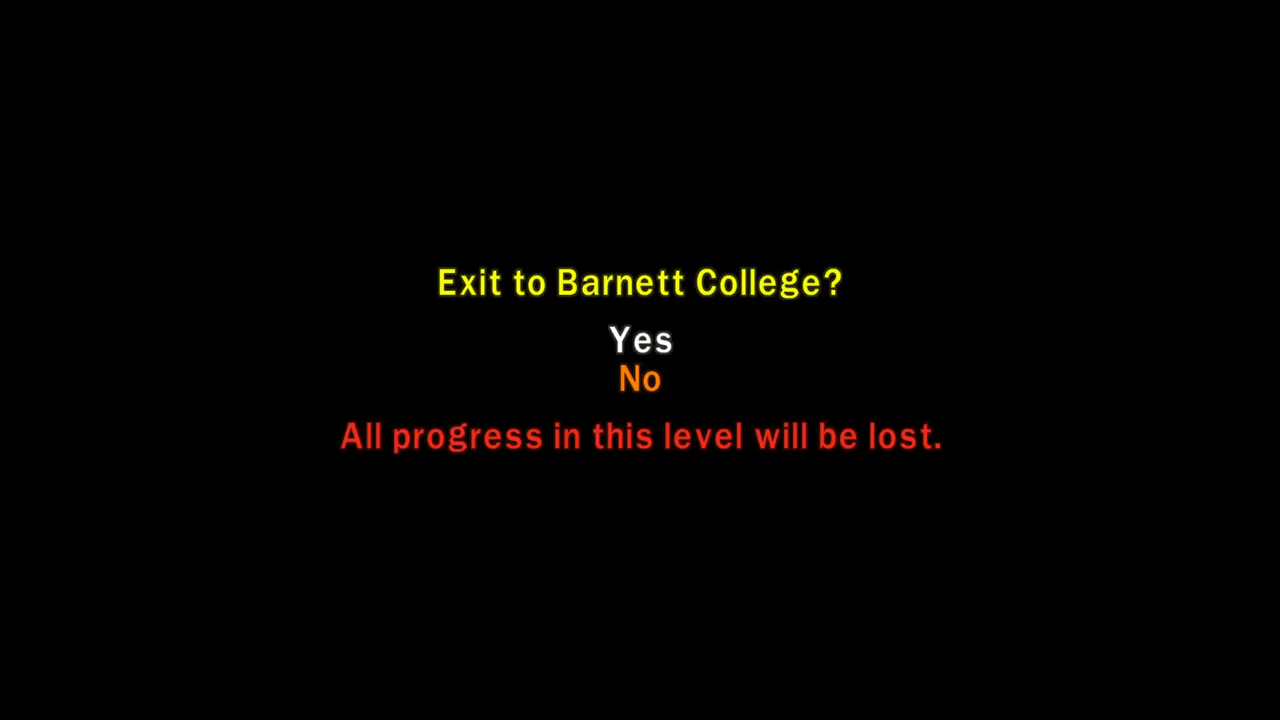 Exit to Barnett College?
Yes
No
All progress in this level will be lost.